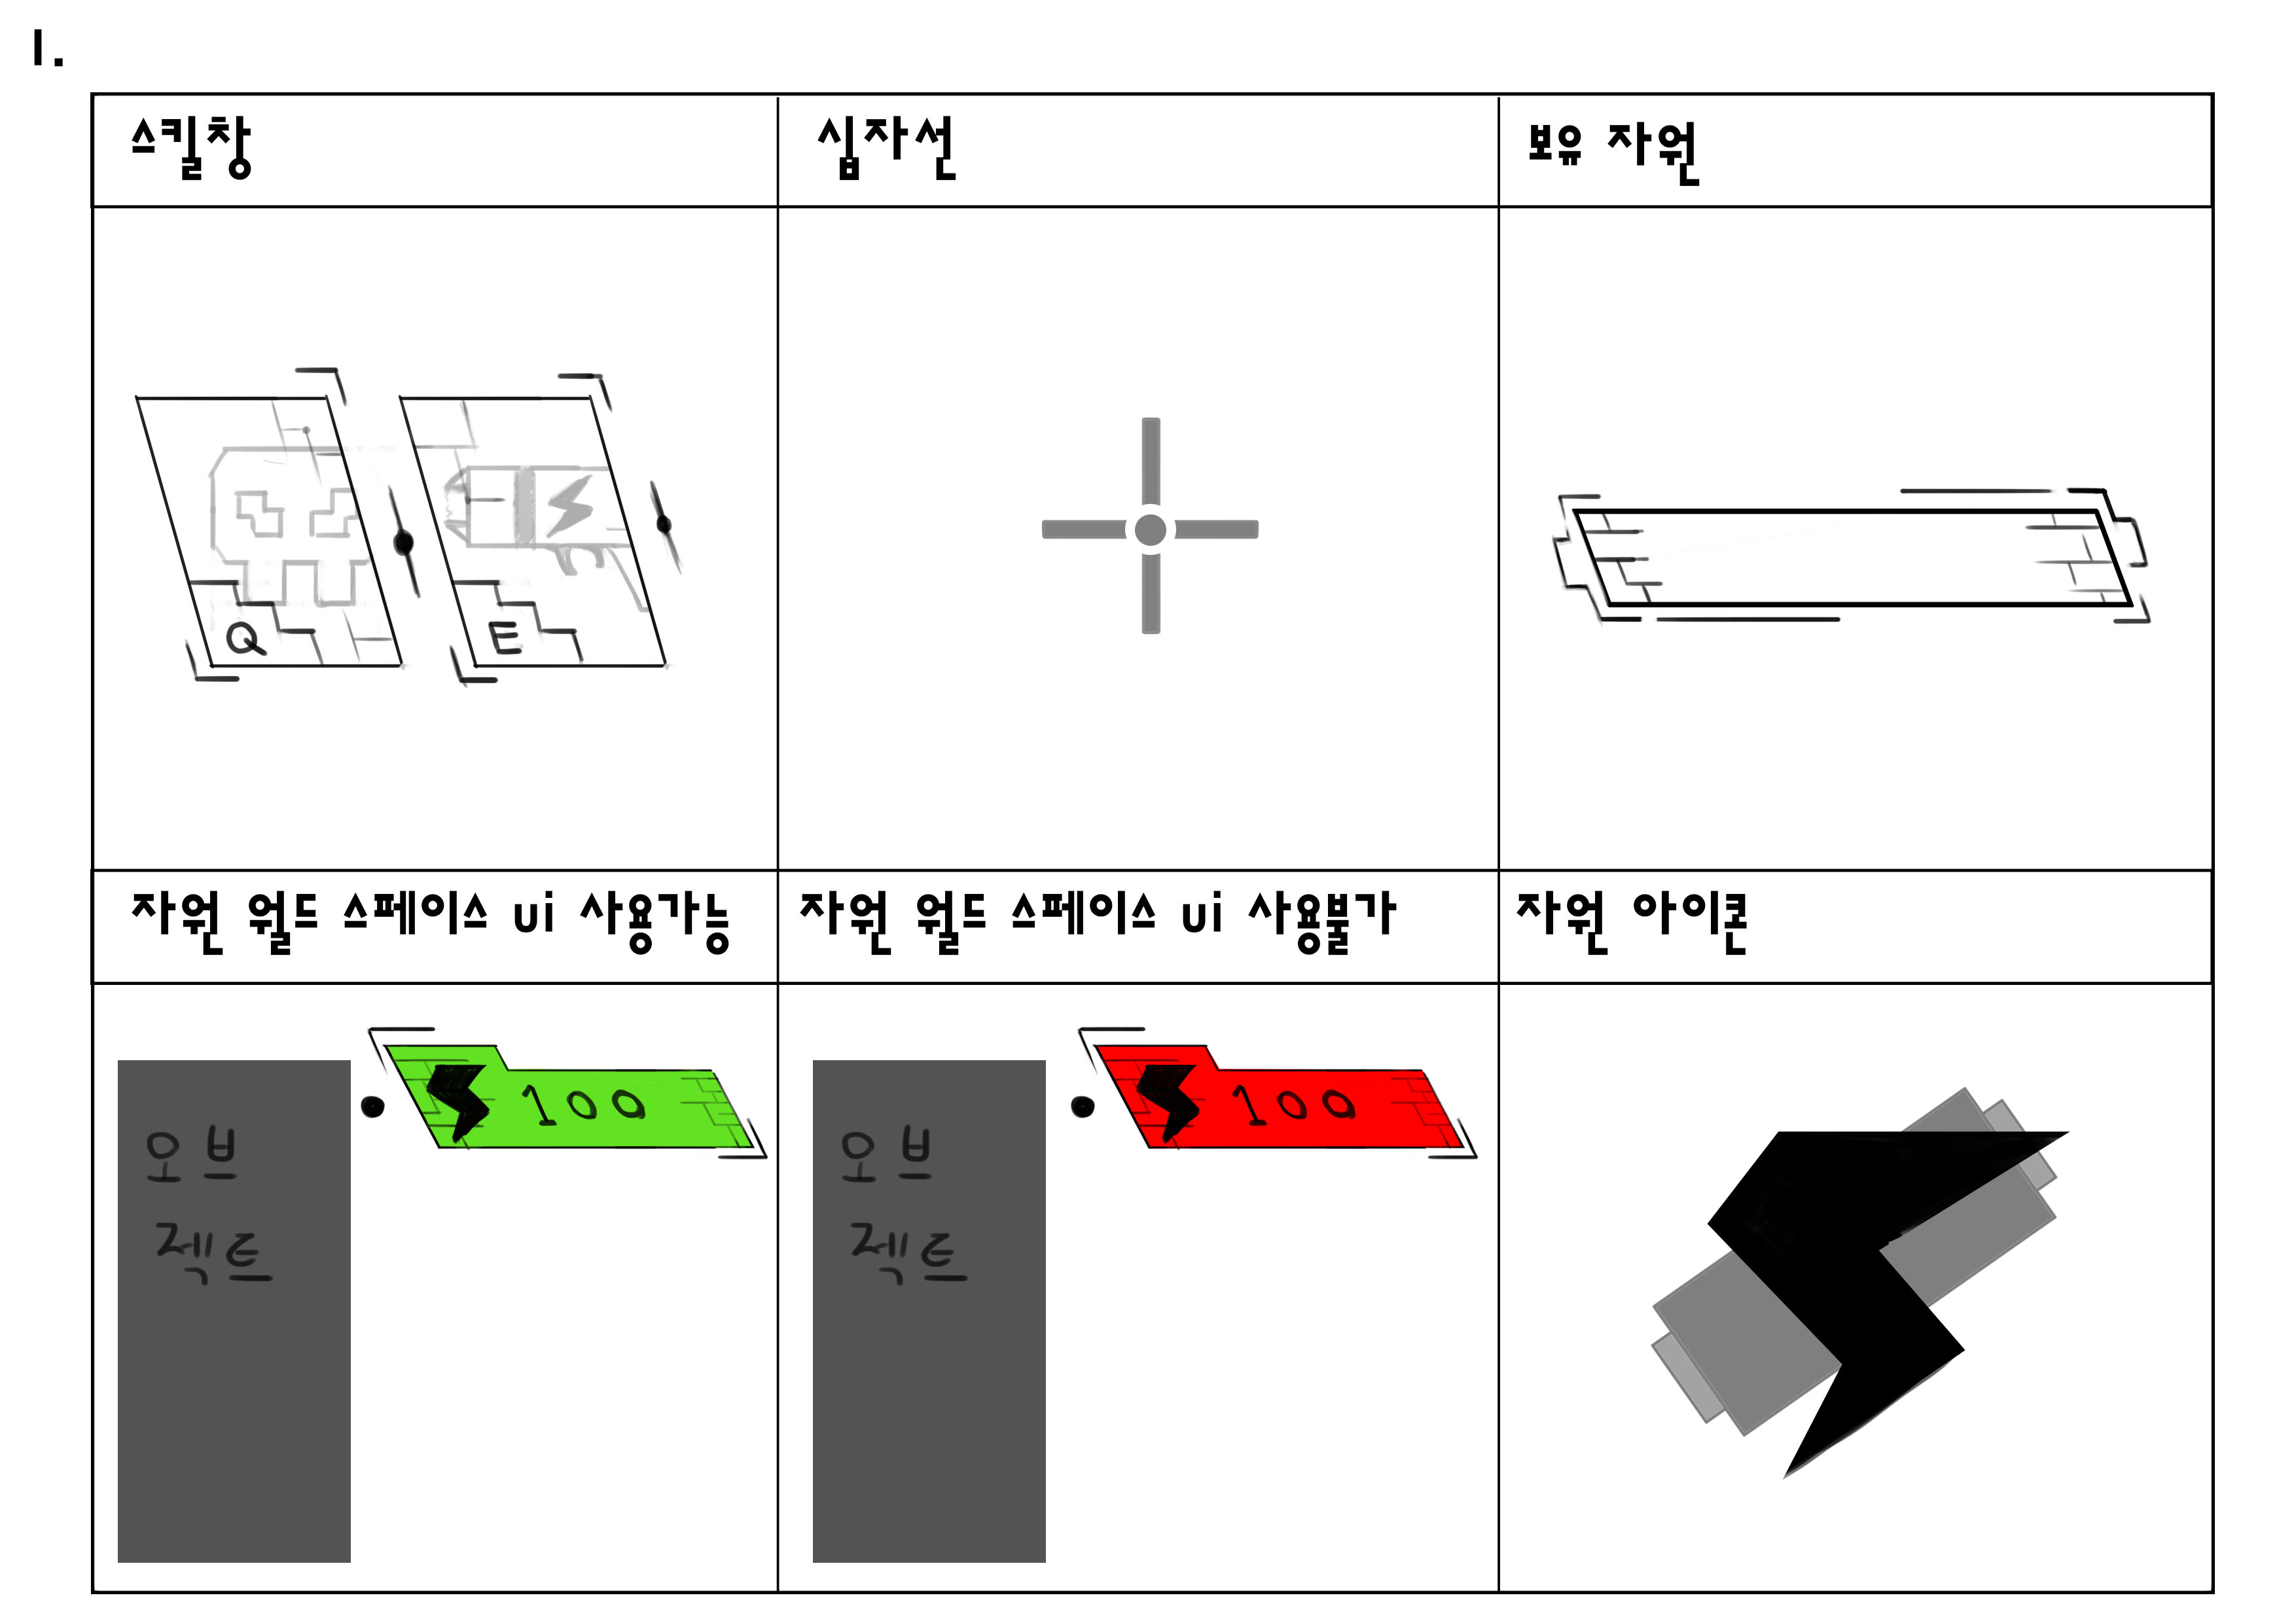 1.
스킬창
십자선
보유 자원
Q
E
자원 월드 스페이스 ui 사용가능
자원 월드 스페이스 ui 사용불가
자원 아이콘
100
오브
젝트
100
오브
젝트